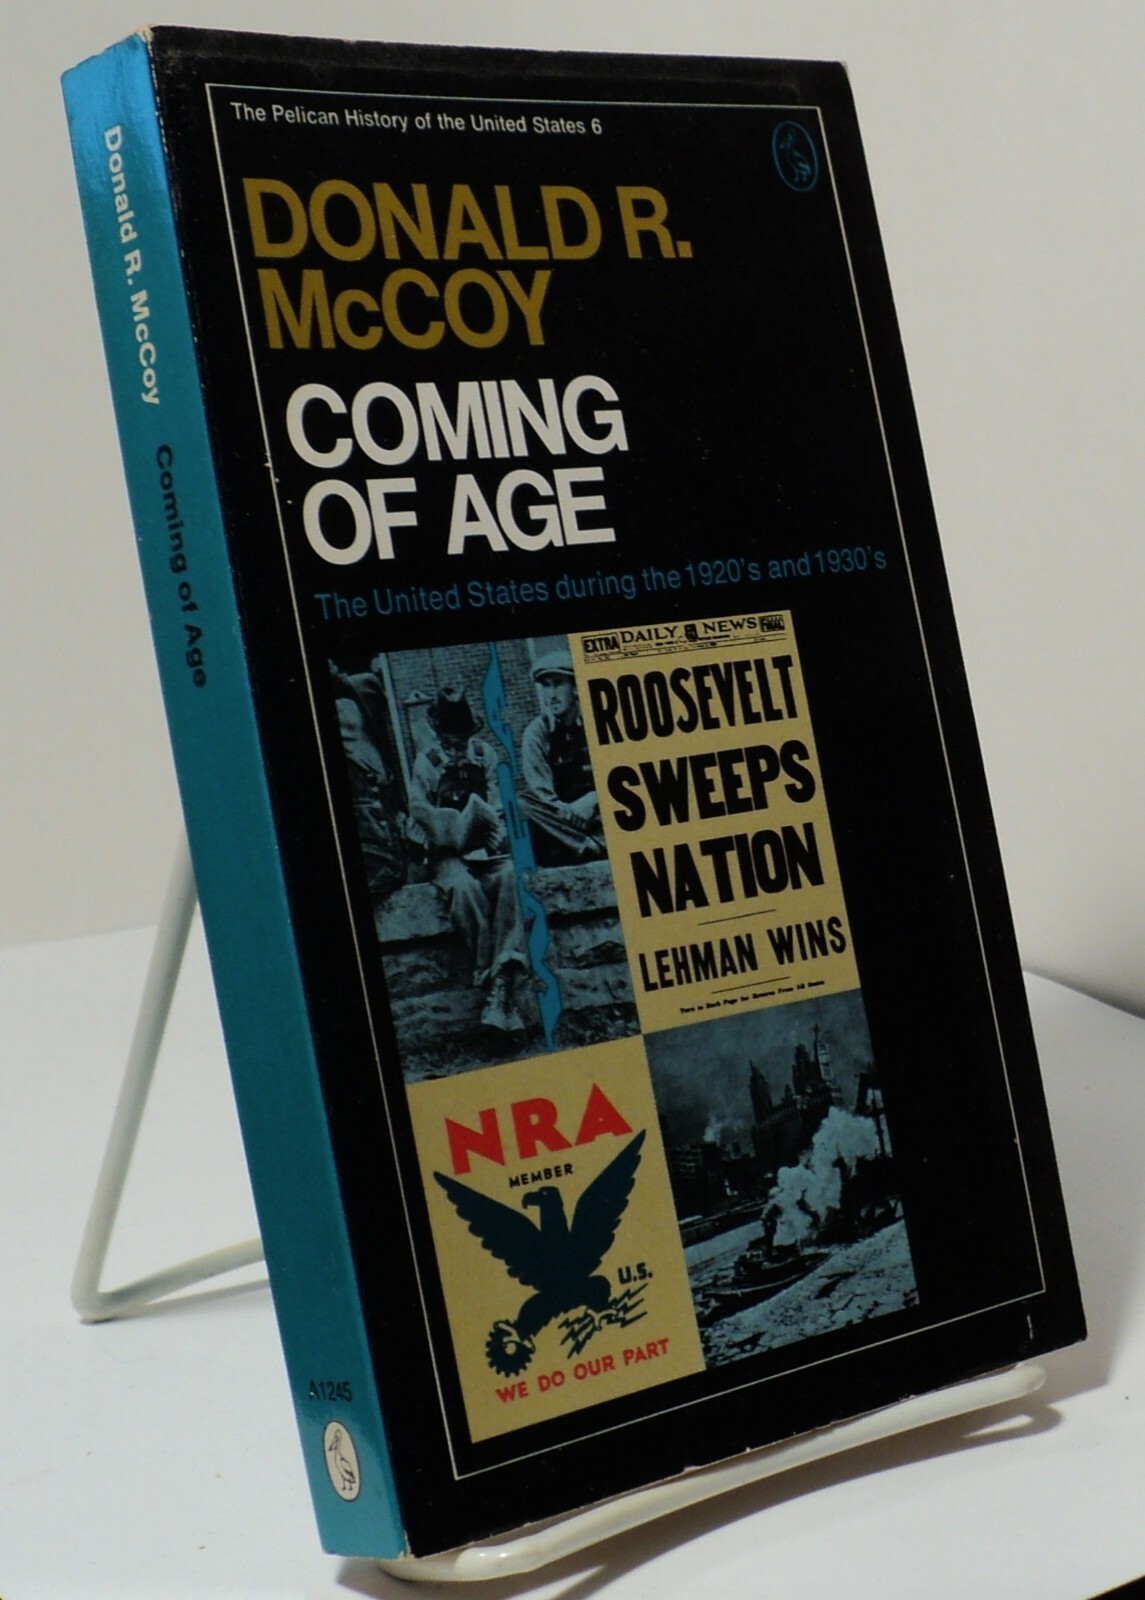 Donald R. McCoy Coming of Age
A1245
The Pelican History of the United States 6
DONALD R.
McCOY
COMING
OF AGE
The United States during the 1920's and 1930's
EXTRA DAILY NEWS FINAL
ROOSEVELT
SWEEPS
NATION
LEHMAN WINS
NRA
MEMBER
U.S.
WE DO OUR PART